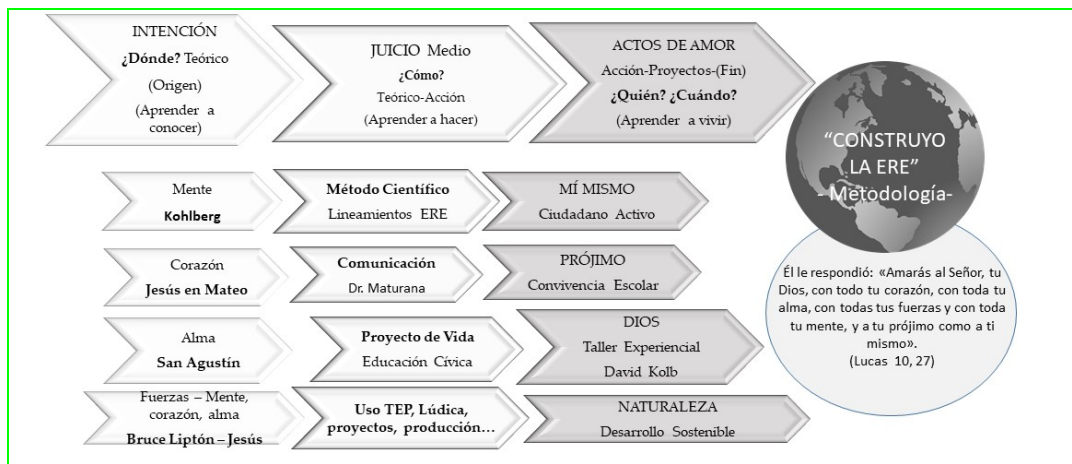 INTENCIÓN
¿Dónde? Teórico
(Origen)
(Aprender a
conocer)
JUICIO Medio
¿Cómo?
Teórico-Acción
(Aprender a hacer)
ACTOS DE AMOR
Acción-Proyectos-(Fin)
¿Quién? ¿Cuándo?
(Aprender a vivir)
Mente
Kohlberg
Método Científico
Lineamientos ERE
MÍ MISMO
Ciudadano Activo
Corazón
Jesús en Mateo
Comunicación
Dr. Maturana
PRÓJIMO
Convivencia Escolar
Alma
San Agustín
Proyecto de Vida
Educación Cívica
DIOS
Taller Experiencial
David Kolb
Fuerzas – Mente,
corazón, alma
Bruce Liptón – Jesús
Uso TEP, Lúdica,
proyectos, producción...
NATURALEZA
Desarrollo Sostenible
“CONSTRUYO
LA ERE”
- Metodología-
Él le respondió: «Amarás al Señor, tu
Dios, con todo tu corazón, con toda tu
alma, con todas tus fuerzas y con toda
tu mente, y a tu prójimo como a ti
mismo».
(Lucas 10, 27)